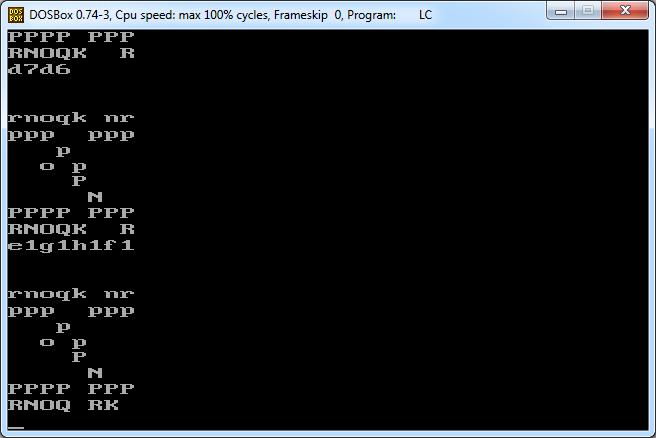 DOSBox 0.74-3, Cpu speed: max 100% cycles, Frameskip 0, Program: LC
PPPP PPP
RNOQK  R
d7d6
rnoqk nr
ppp  ppp
   p
  o p
    P
     N
PPPP PPP
RNOQK  R
e1g1h1f1
rnoqk nr
ppp  ppp
   p
  o p
    P
     N
PPPP PPP
RNOQ RK